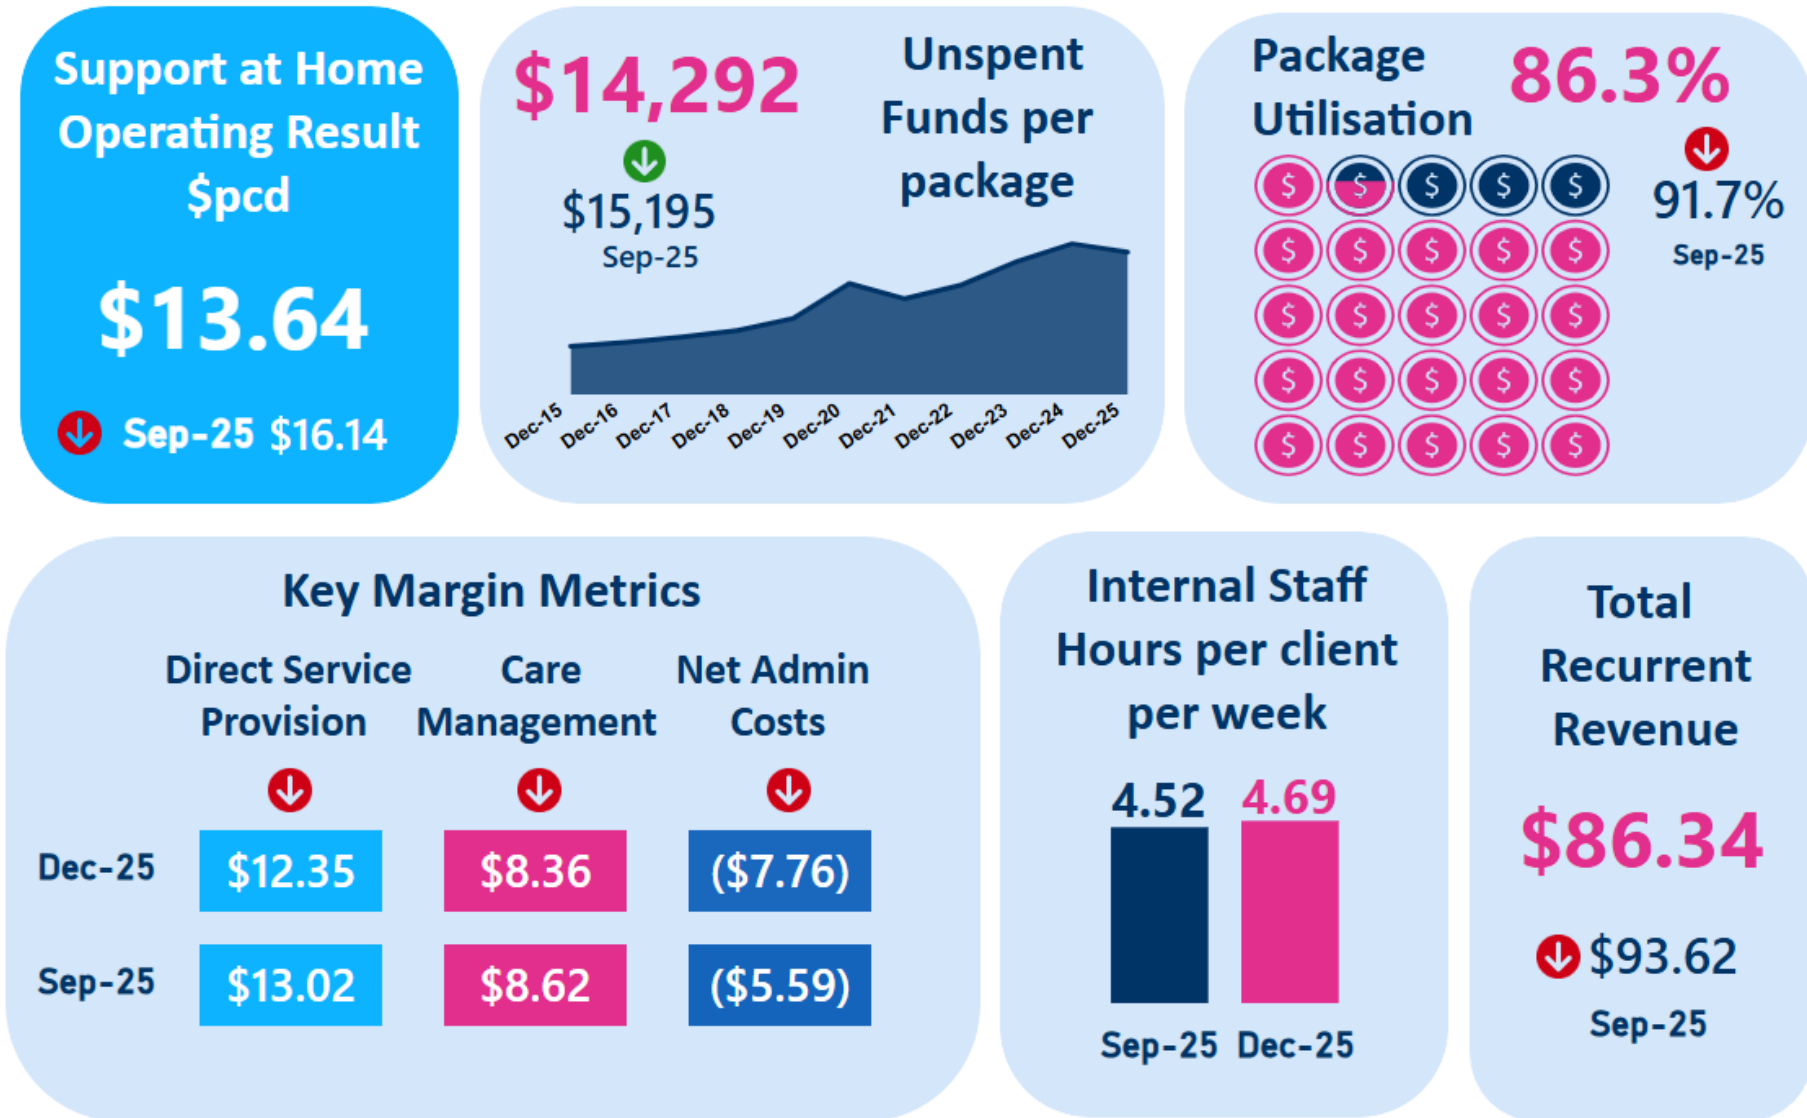 Support at Home
Operating Result
$pcd
$13.64
Sep-25 $16.14
$14,292
$15,195
Sep-25
Unspent
Funds per
package
Dec-15
Dec-16
Dec-17
Dec-18
Dec-19
Dec-20
Dec-21
Dec-22
Dec-23
Dec-24
Dec-25
Package
Utilisation
86.3%
91.7%
Sep-25
$ $ $ $ $
$ $ $ $ $
$ $ $ $ $
$ $ $ $ $
$ $ $ $ $
Key Margin Metrics
Direct Service
Provision
Care
Management
Net Admin
Costs
Dec-25 $12.35 $8.36 ($7.76)
Sep-25 $13.02 $8.62 ($5.59)
Internal Staff
Hours per client
per week
4.52 4.69
Sep-25 Dec-25
Total
Recurrent
Revenue
$86.34
$93.62
Sep-25